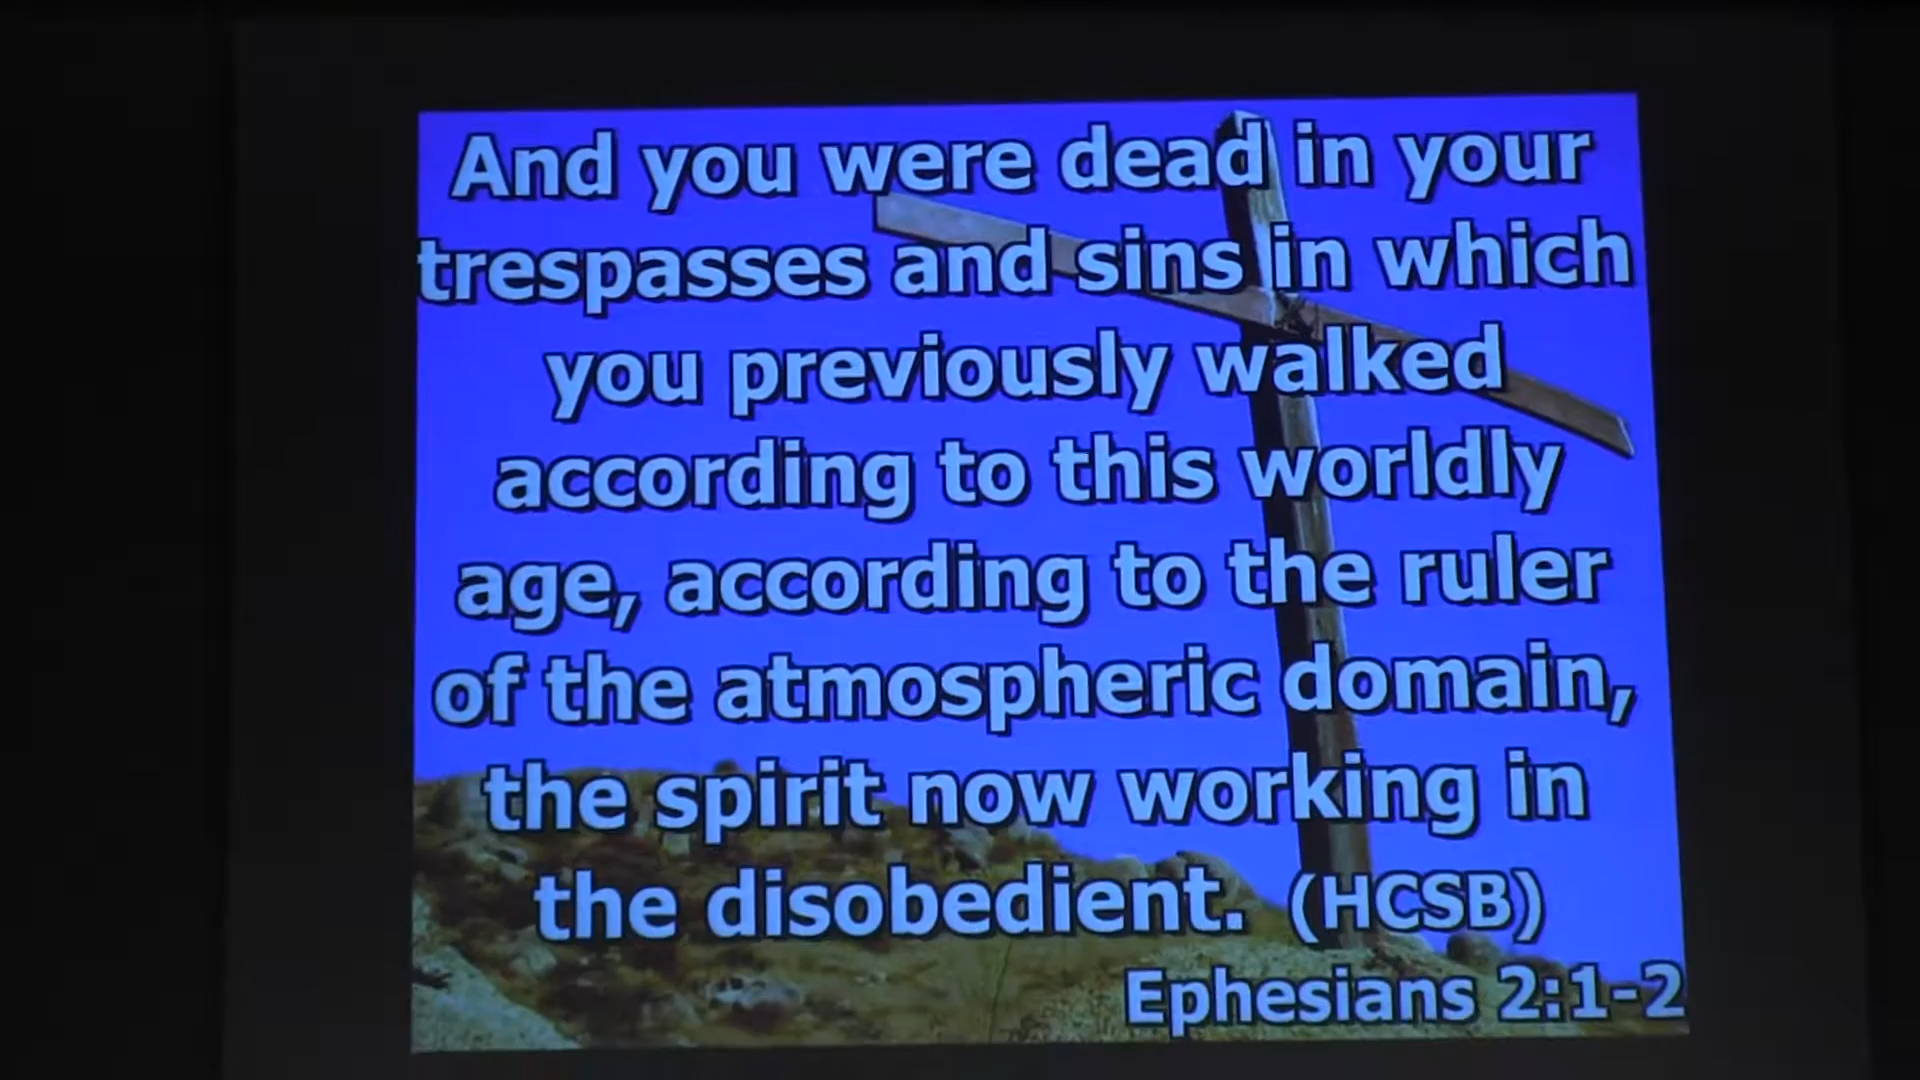 And you were dead in your
trespasses and sins in which
you previously walked
according to this worldly
age, according to the ruler
of the atmospheric domain,
the spirit now working in
the disobedient. (HCSB)
Ephesians 2:1-2